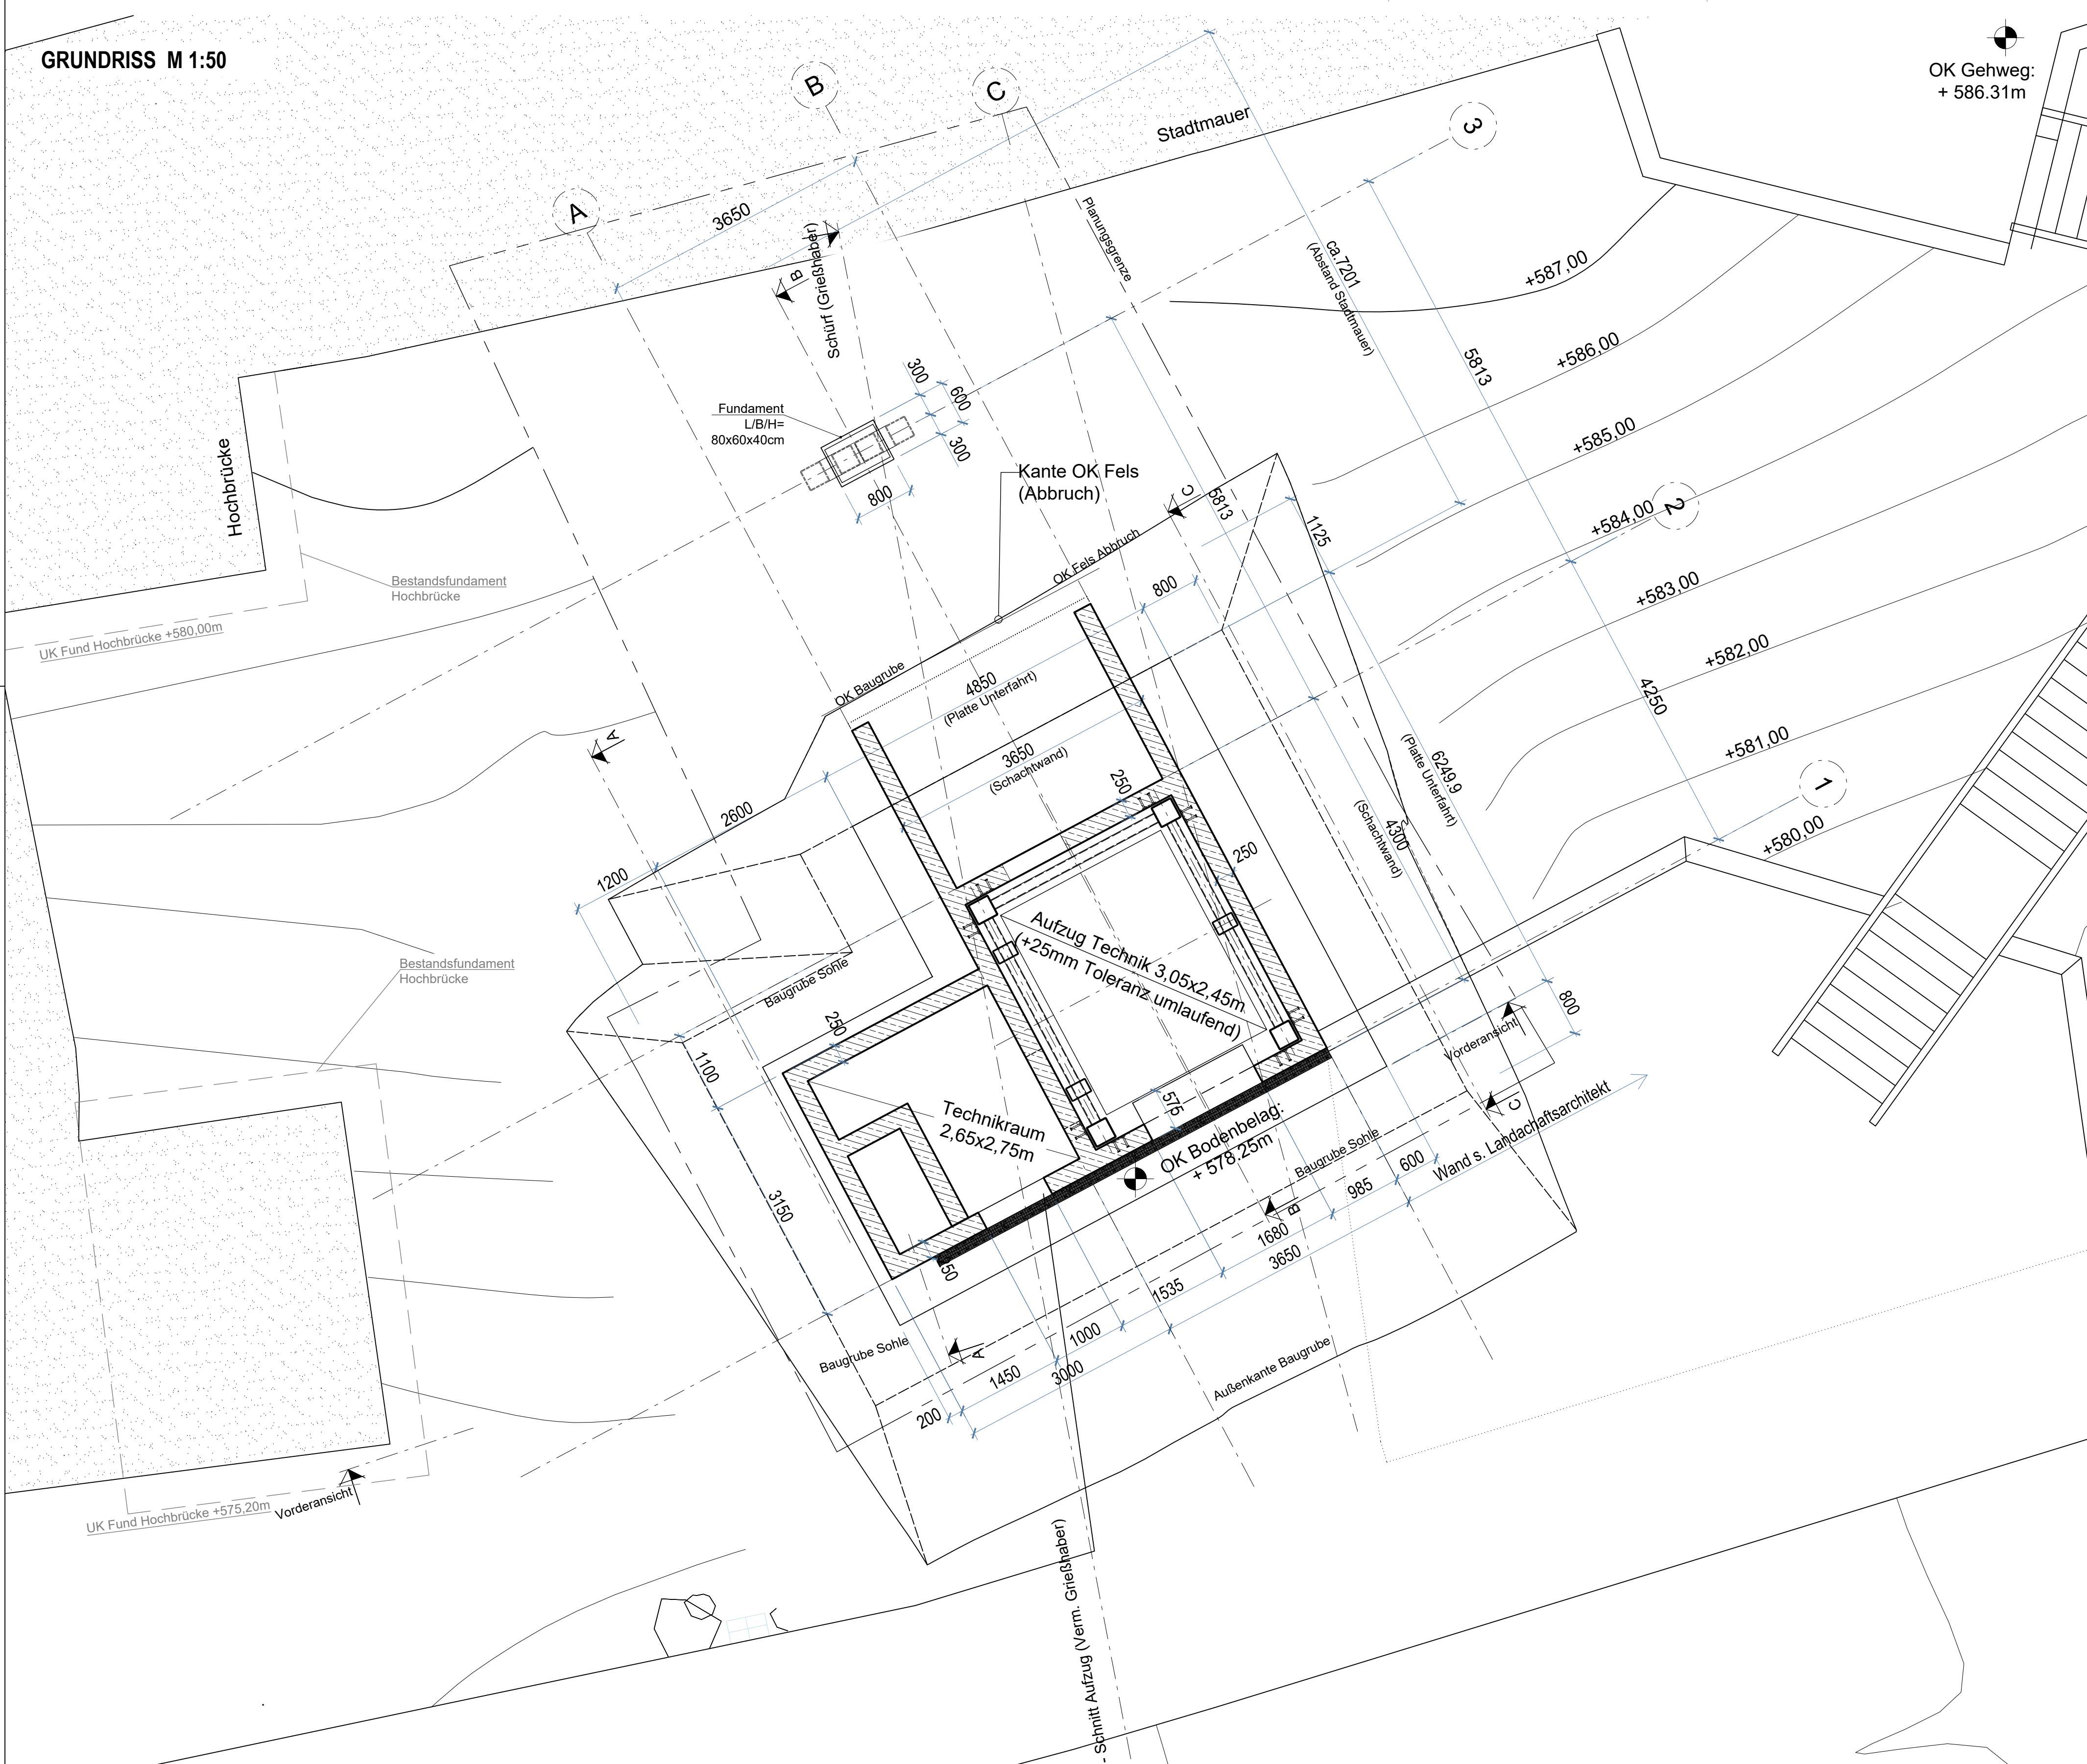 GRUNDRISS  M 1:50
OK Gehweg:
+ 586.31m
A
B
C
3
2
1
Stadtmauer
3650
Schürf (Grießhaber)
B
Planungsgrenze
ca.7201
(Abstand Stadtmauer)
5813
+587,00
+586,00
+585,00
+584,00
+583,00
+582,00
+581,00
+580,00
Hochbrücke
Fundament
L/B/H=
80x60x40cm
300
600
300
800
Kante OK Fels
(Abbruch)
C
5813
1125
OK Fels Abbruch
800
Bestandsfundament
Hochbrücke
UK Fund Hochbrücke +580,00m
OK Baugrube
4850
(Platte Unterfahrt)
3650
(Schachtwand)
A
2600
1200
250
250
4250
6249.9
(Platte Unterfahrt)
4300
(Schachtwand)
Aufzug Technik 3,05x2,45m
(+25mm Toleranz umlaufend)
Bestandsfundament
Hochbrücke
Baugrube Sohle
250
1100
3150
Technikraum
2,65x2,75m
575
OK Bodenbelag:
+ 578.25m
Vorderansicht
800
C
Wand s. Landachaftsarchitekt
Baugrube Sohle
600
985
B
1680
3650
1535
1000
3000
1450
200
A
Baugrube Sohle
Außenkante Baugrube
UK Fund Hochbrücke +575,20m
Vorderansicht
- Schnitt Aufzug (Verm. Grießhaber)